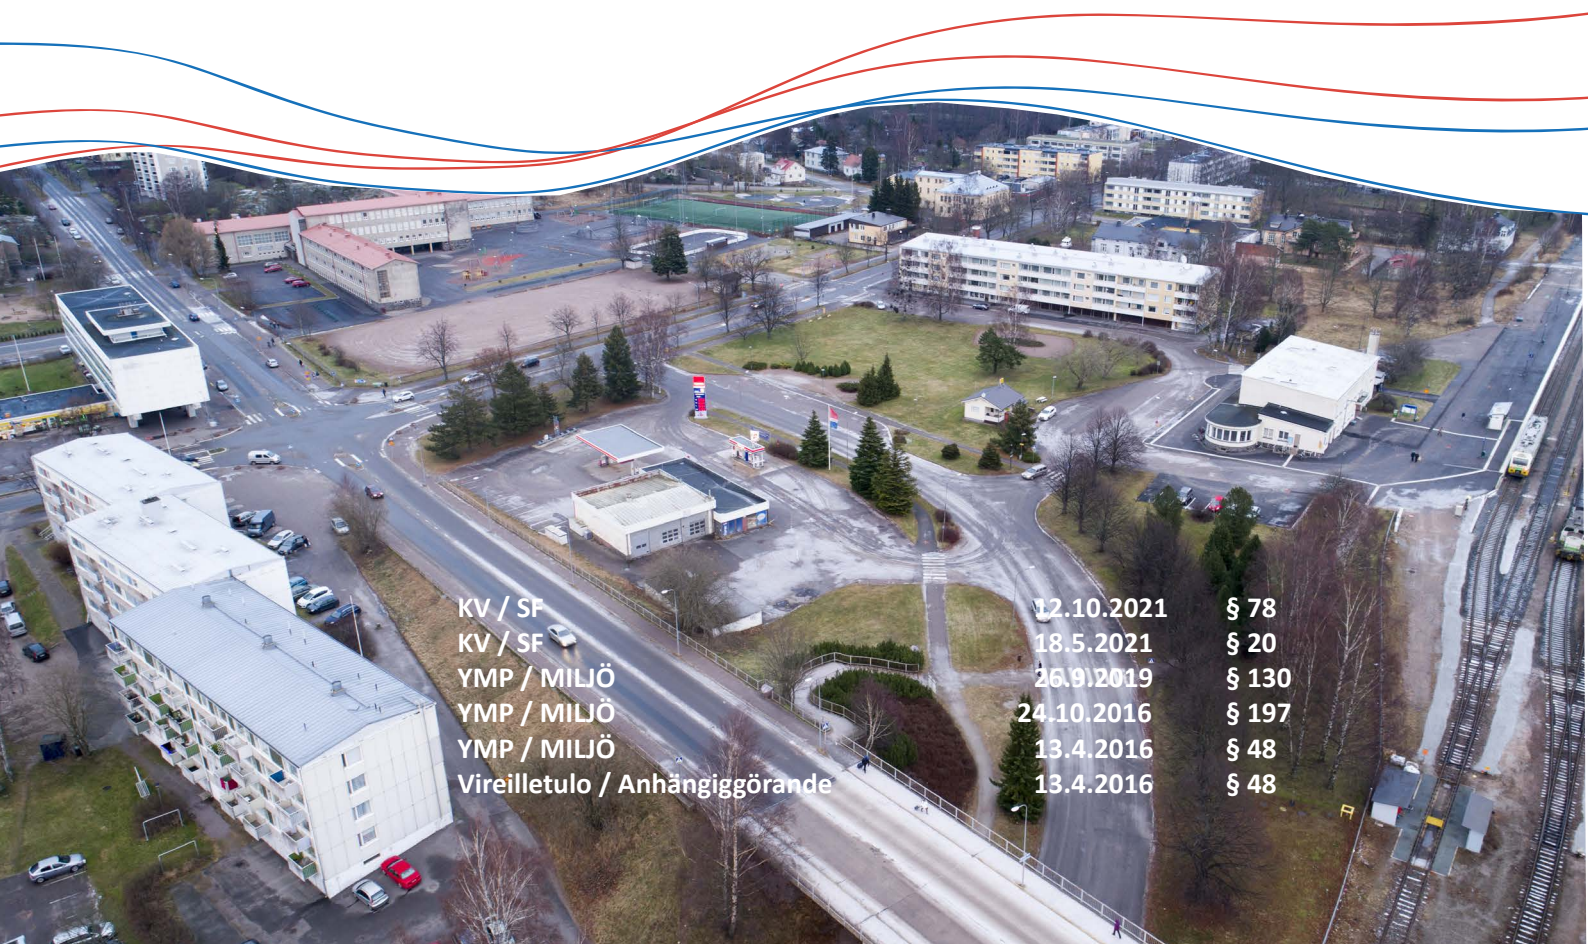 KV / SF 12.10.2021 § 78
KV / SF 18.5.2021 § 20
YMP / MILJÖ 26.9.2019 § 130
YMP / MILJÖ 24.10.2016 § 197
YMP / MILJÖ 13.4.2016 § 48
Vireilletulo / Anhängiggörande 13.4.2016 § 48